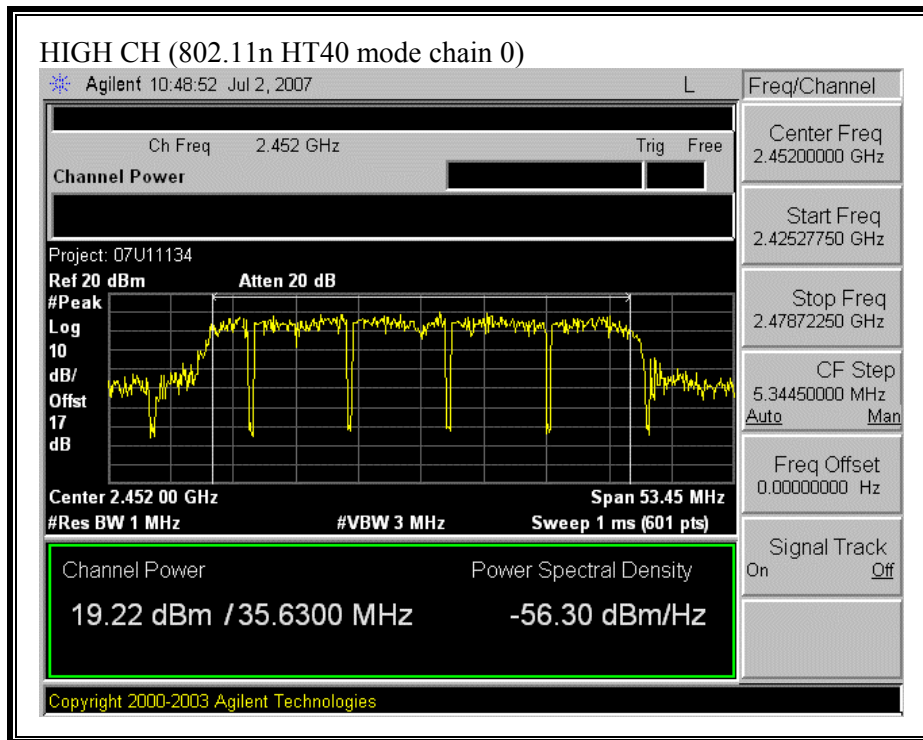 HIGH CH (802.11n HT40 mode chain 0)
Agilent 10:48:52 Jul 2, 2007 L
Freq/Channel
Ch Freq 2.452 GHz Trig Free
Channel Power
Center Freq
2.45200000 GHz
Start Freq
2.42527750 GHz
Stop Freq
2.47872250 GHz
CF Step
5.34450000 MHz
Auto Man
Freq Offset
0.00000000 Hz
Signal Track
On Off
Project: 07U11134
Ref 20 dBm Atten 20 dB
#Peak
Log
10
dB/
Offst
17
dB
Center 2.452 00 GHz Span 53.45 MHz
#Res BW 1 MHz #VBW 3 MHz Sweep 1 ms (601 pts)
Channel Power Power Spectral Density
19.22 dBm / 35.6300 MHz -56.30 dBm/Hz
Copyright 2000-2003 Agilent Technologies